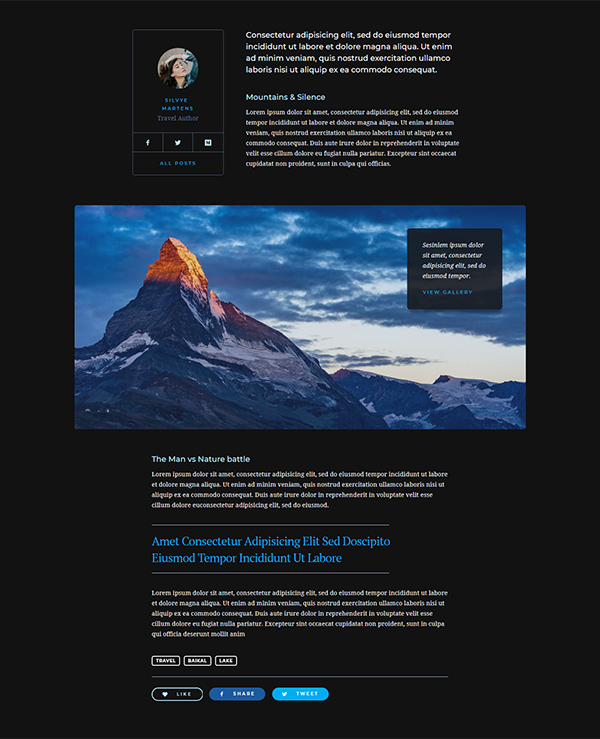 SILVYE
MARTENS
Travel Author
ALL POSTS
Consectetur adipisicing elit, sed do eiusmod tempor
incididunt ut labore et dolore magna aliqua. Ut enim
ad minim veniam, quis nostrud exercitation ullamco
laboris nisi ut aliquip ex ea commodo consequat.
Mountains & Silence
Lorem ipsum dolor sit amet, consectetur adipisicing elit, sed do eiusmod
tempor incididunt ut labore et dolore magna aliqua. Ut enim ad minim
veniam, quis nostrud exercitation ullamco laboris nisi ut aliquip ex ea
commodo consequat. Duis aute irure dolor in reprehenderit in voluptate
velit esse cillum dolore eu fugiat nulla pariatur. Excepteur sint occaecat
cupidatat non proident, sunt in culpa qui officias.
Sesinlem ipsum dolor
sit amet, consectetur
adipisicing elit, sed do
eiusmod tempor.
VIEW GALLERY
The Man vs Nature battle
Lorem ipsum dolor sit amet, consectetur adipisicing elit, sed do eiusmod tempor incididunt ut labore
et dolore magna aliqua. Ut enim ad minim veniam, quis nostrud exercitation ullamco laboris nisi ut
aliquip ex ea commodo consequat. Duis aute irure dolor in reprehenderit in voluptate velit esse
cillum dolore euconsectetur adipisicing elit, sed do eiusmod.
Amet Consectetur Adipisicing Elit Sed Doscipito
Eiusmod Tempor Incididunt Ut Labore
Lorem ipsum dolor sit amet, consectetur adipisicing elit, sed do eiusmod tempor incididunt ut labore
et dolore magna aliqua. Ut enim ad minim veniam, quis nostrud exercitation ullamco laboris nisi ut
aliquip ex ea commodo consequat. Duis aute irure dolor in reprehenderit in voluptate velit esse
cillum dolore eu fugiat nulla pariatur. Excepteur sint occaecat cupidatat non proident, sunt in culpa
qui officia deserunt mollit anim
TRAVEL BAIKAL LAKE
LIKE SHARE TWEET